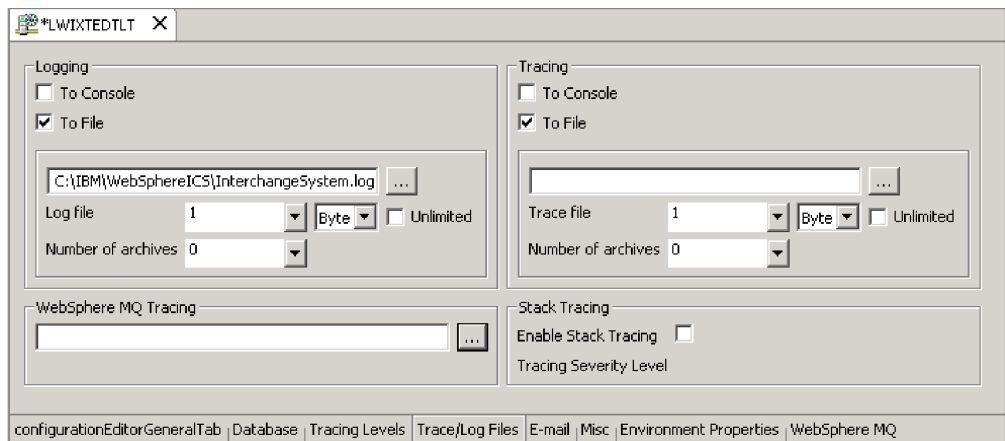 *LWIXTEDTLT X
Logging
To Console
To File
C:\IBM\WebSphereICS\InterchangeSystem.log ...
Log file 1 Byte Unlimited
Number of archives 0
Tracing
To Console
To File
...
Trace file 1 Byte Unlimited
Number of archives 0
WebSphere MQ Tracing
...
Stack Tracing
Enable Stack Tracing
Tracing Severity Level
configurationEditorGeneralTab Database Tracing Levels Trace/Log Files E-mail Misc Environment Properties WebSphere MQ